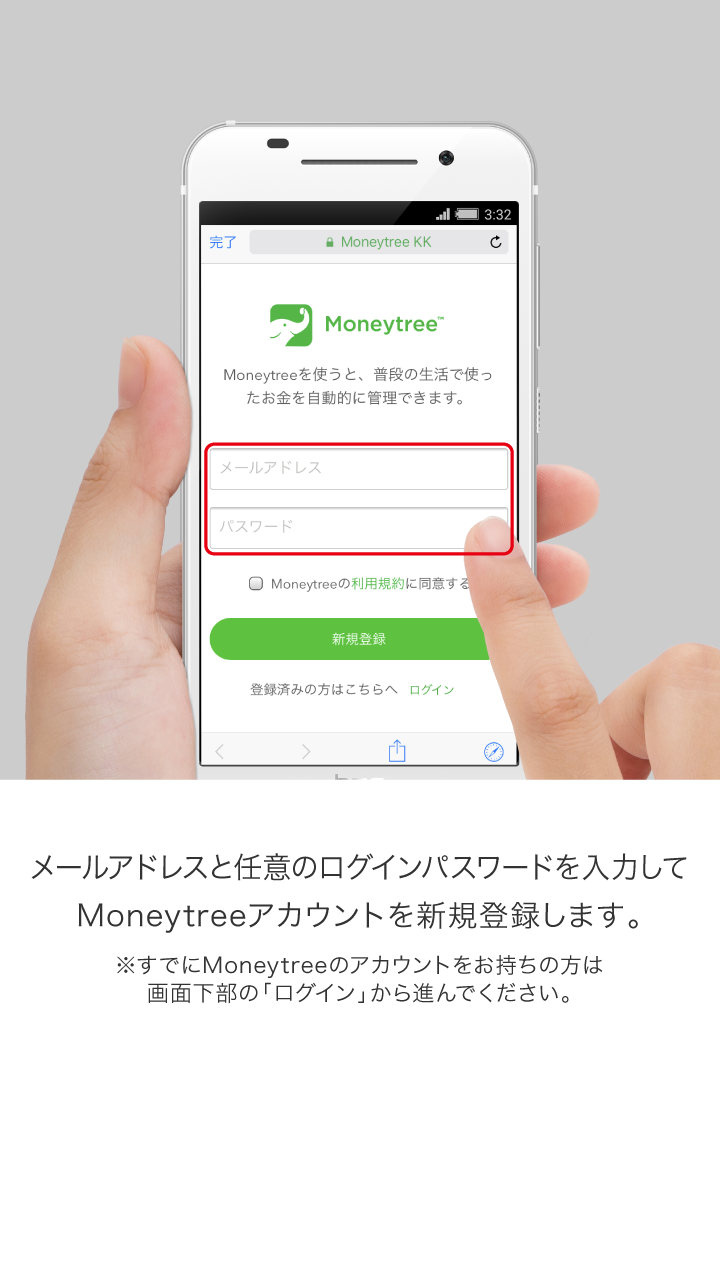 3:32
完了 Moneytree KK
Moneytree™
Moneytreeを使うと、普段の生活で使っ
たお金を自動的に管理できます。
メールアドレス
パスワード
Moneytreeの利用規約に同意する
新規登録
登録済みの方はこちらへ ログイン
メールアドレスと任意のログインパスワードを入力して
Moneytreeアカウントを新規登録します。
※すでにMoneytreeのアカウントをお持ちの方は
画面下部の「ログイン」から進んでください。